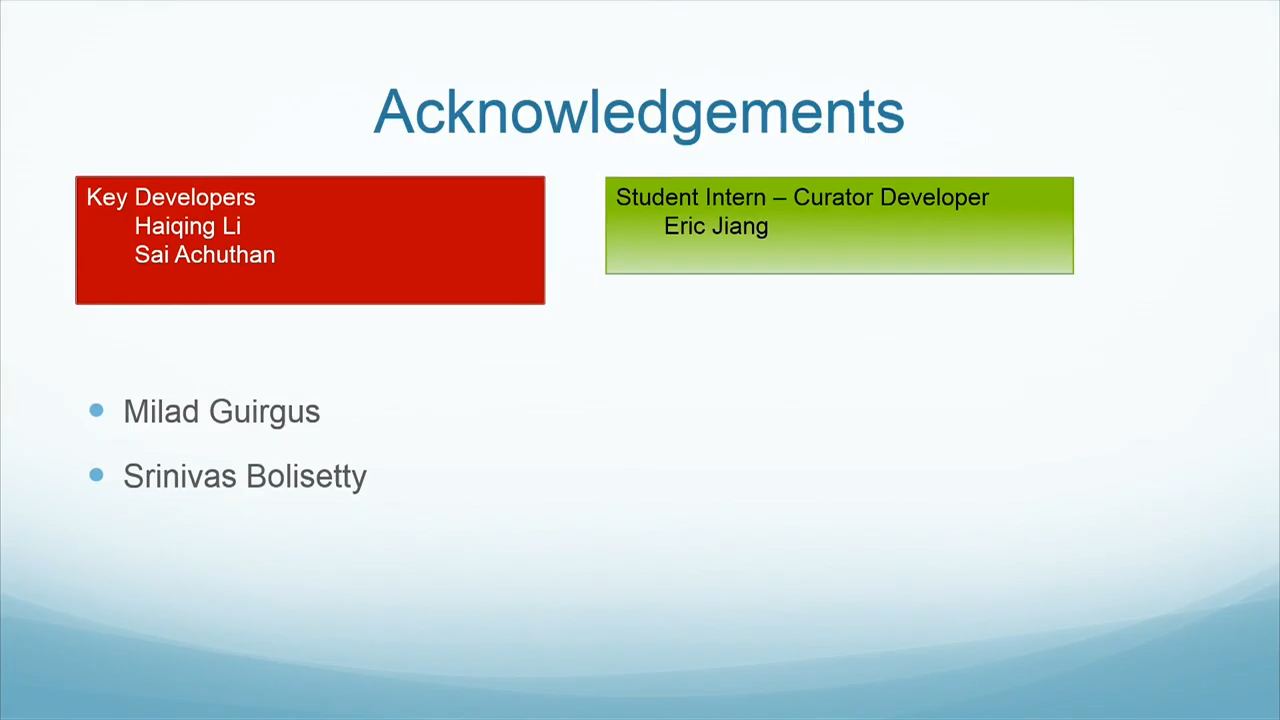 Acknowledgements
Key Developers
Haiqing Li
Sai Achuthan
Student Intern – Curator Developer
Eric Jiang
Milad Guirgus
Srinivas Bolisetty